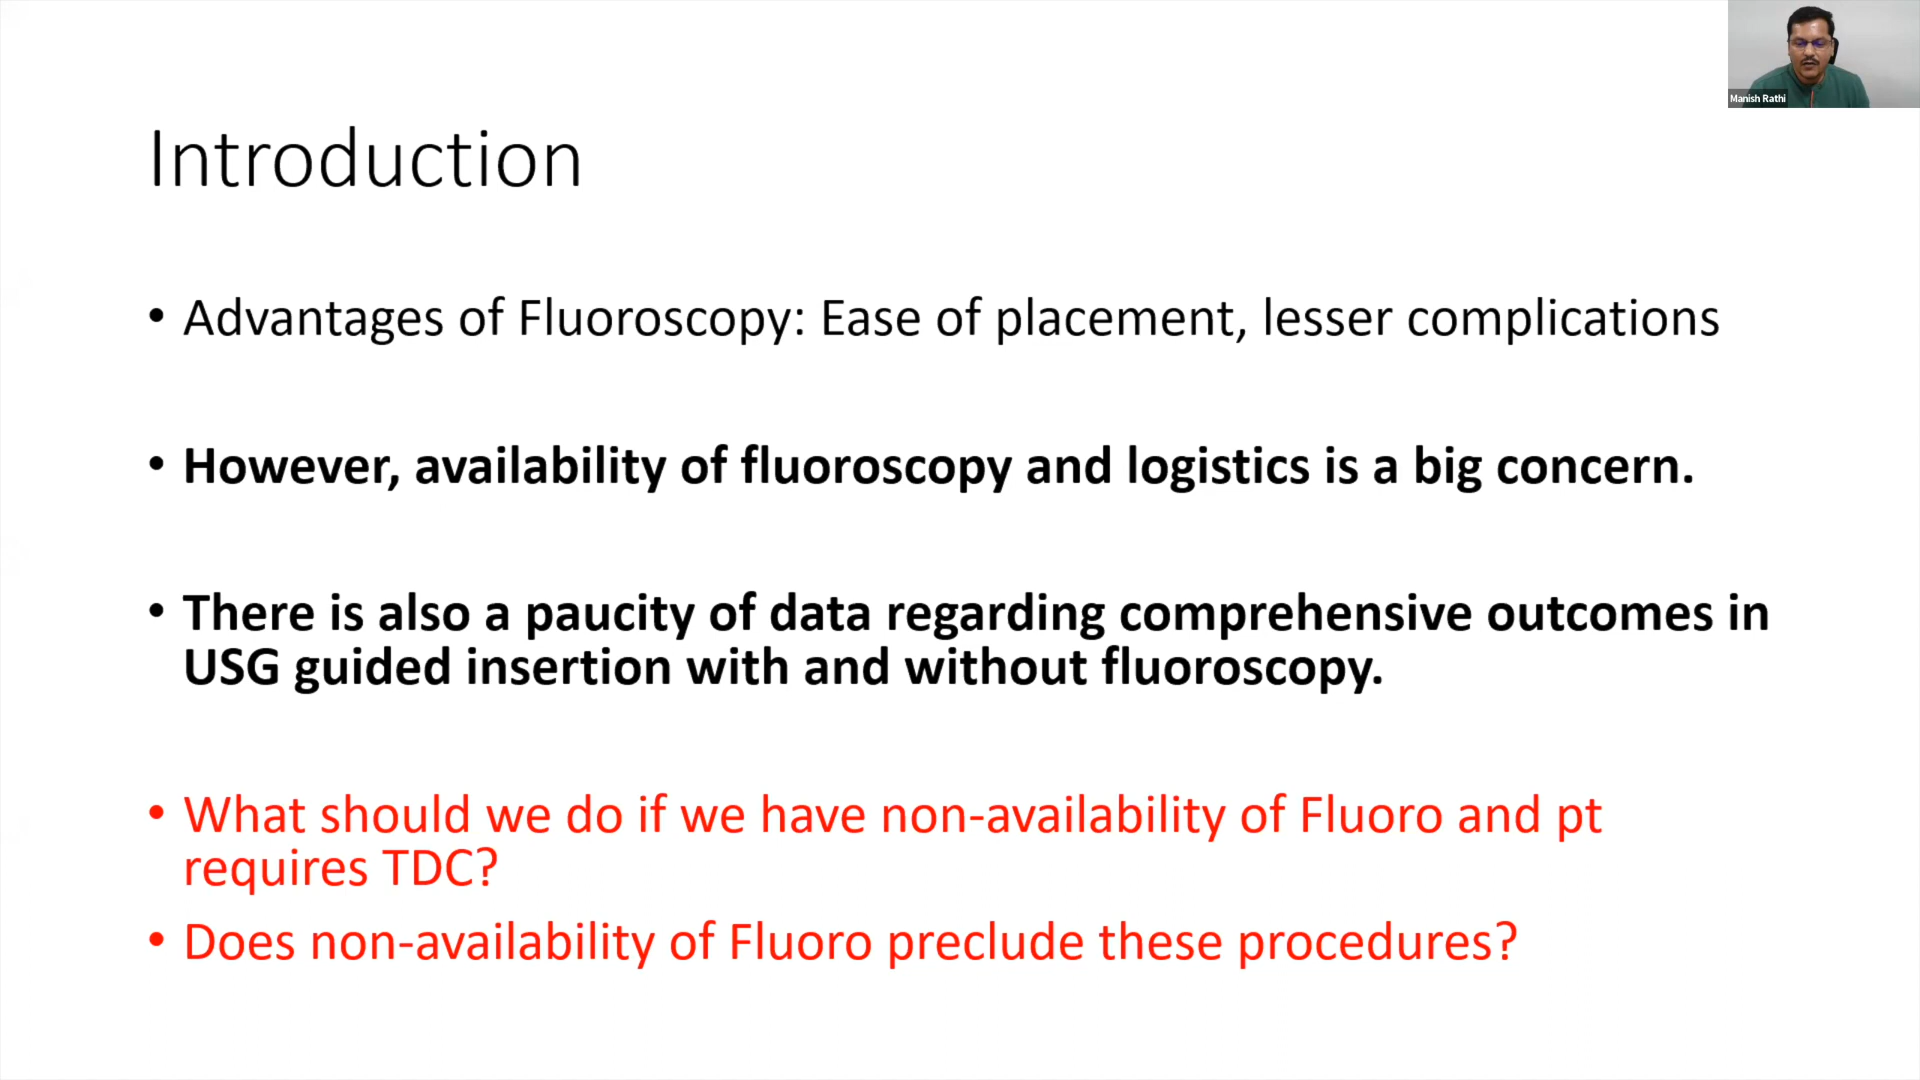 Manish Rathi
Introduction
• Advantages of Fluoroscopy: Ease of placement, lesser complications
• However, availability of fluoroscopy and logistics is a big concern.
• There is also a paucity of data regarding comprehensive outcomes in
USG guided insertion with and without fluoroscopy.
• What should we do if we have non-availability of Fluoro and pt
requires TDC?
• Does non-availability of Fluoro preclude these procedures?